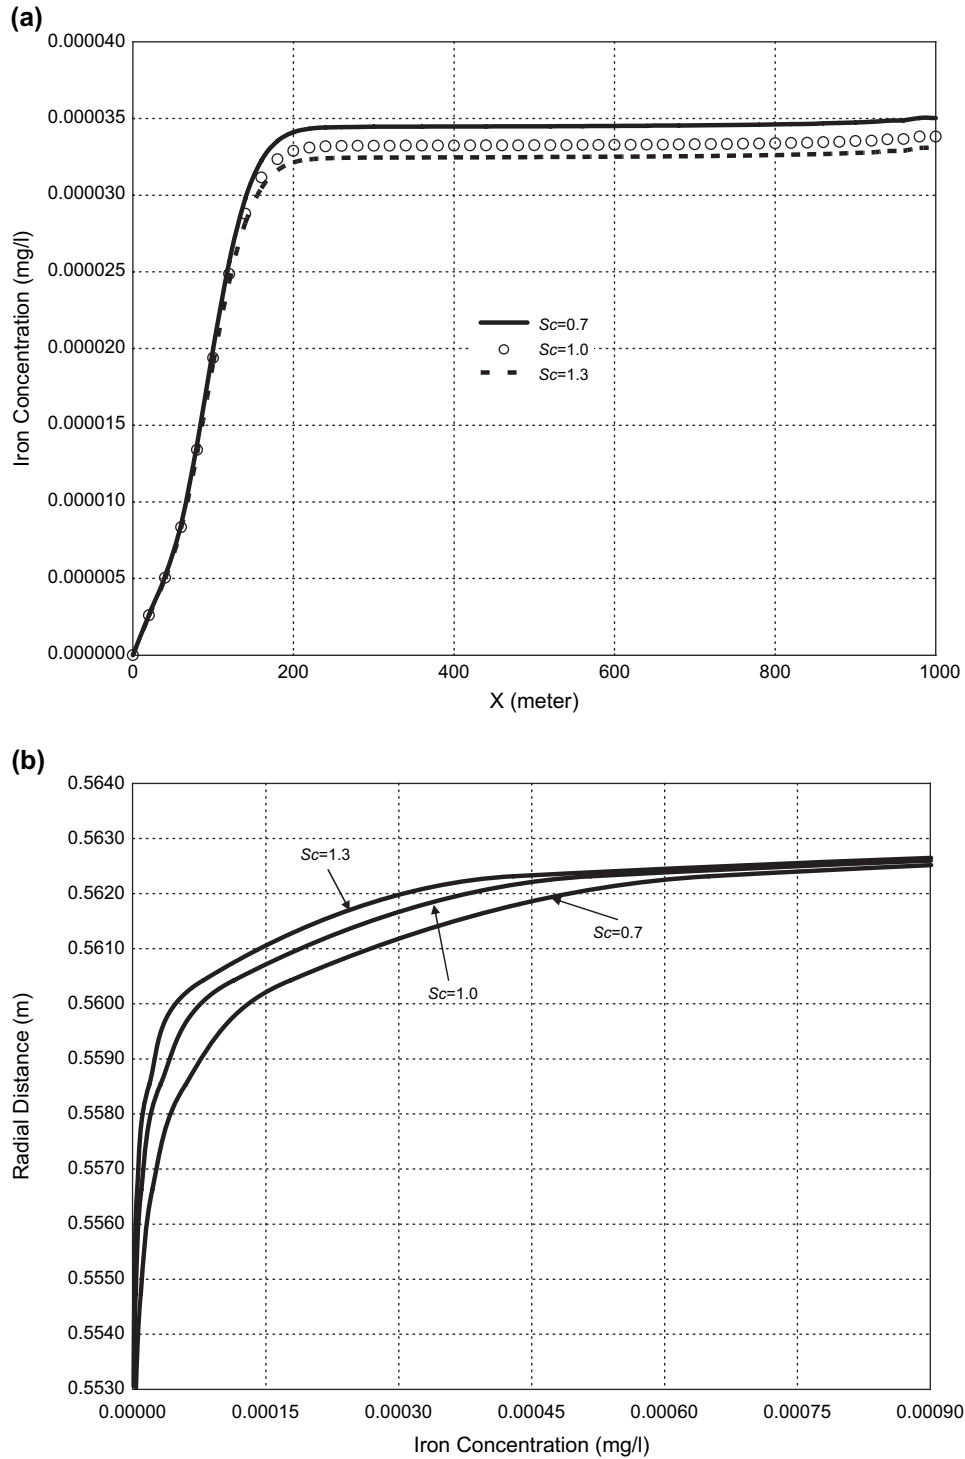 (a)
0.000040
0.000035
0.000030
0.000025
0.000020
0.000015
0.000010
0.000005
0.000000
Iron Concentration (mg/l)
Sc=0.7
Sc=1.0
Sc=1.3
0 200 400 600 800 1000
X (meter)
(b)
0.5640
0.5630
0.5620
0.5610
0.5600
0.5590
0.5580
0.5570
0.5560
0.5550
0.5540
0.5530
Radial Distance (m)
Sc=1.3
Sc=0.7
Sc=1.0
0.00000 0.00015 0.00030 0.00045 0.00060 0.00075 0.00090
Iron Concentration (mg/l)